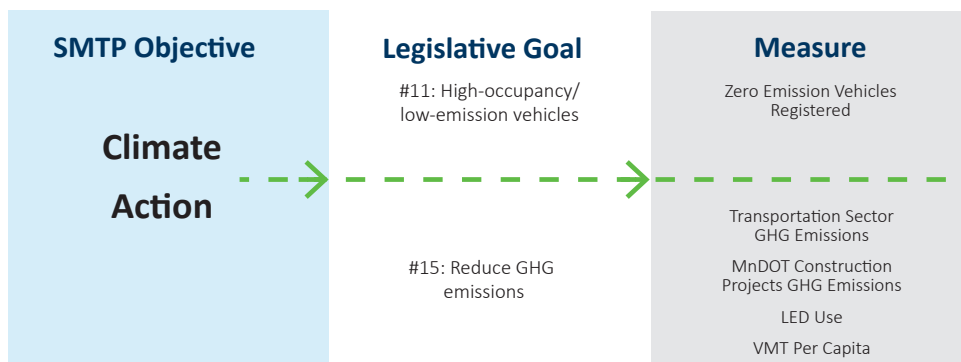 SMTP Objective
Climate
Action
Legislative Goal
#11: High-occupancy/
low-emission vehicles
#15: Reduce GHG
emissions
Measure
Zero Emission Vehicles
Registered
Transportation Sector
GHG Emissions
MnDOT Construction
Projects GHG Emissions
LED Use
VMT Per Capita